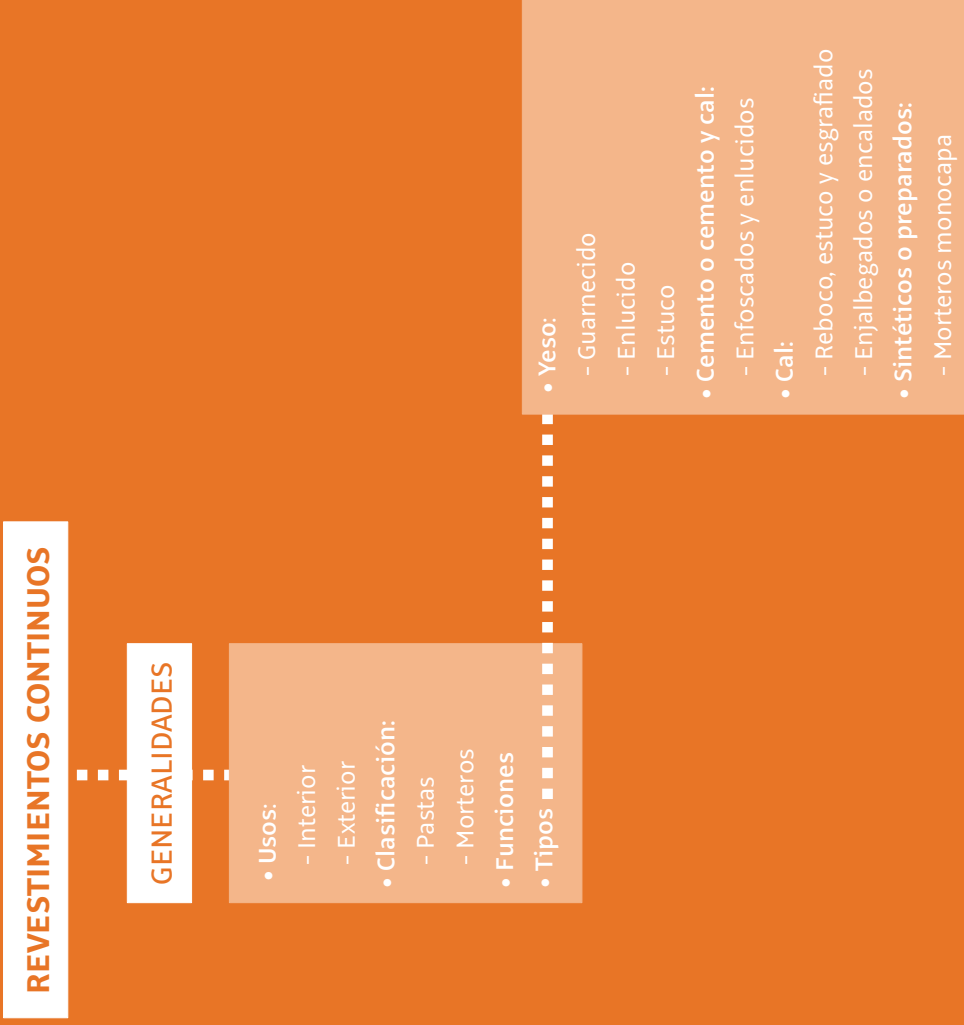 REVESTIMIENTOS CONTINUOS
GENERALIDADES
• Usos:
– Interior
– Exterior
• Clasificación:
– Pastas
– Morteros
• Funciones
• Tipos
• Yeso:
– Guarnecido
– Enlucido
– Estuco
• Cemento o cemento y cal:
– Enfoscados y enlucidos
• Cal:
– Reboco, estuco y esgrafiado
– Enjalbegados o encalados
• Sintéticos o preparados:
– Morteros monocapa